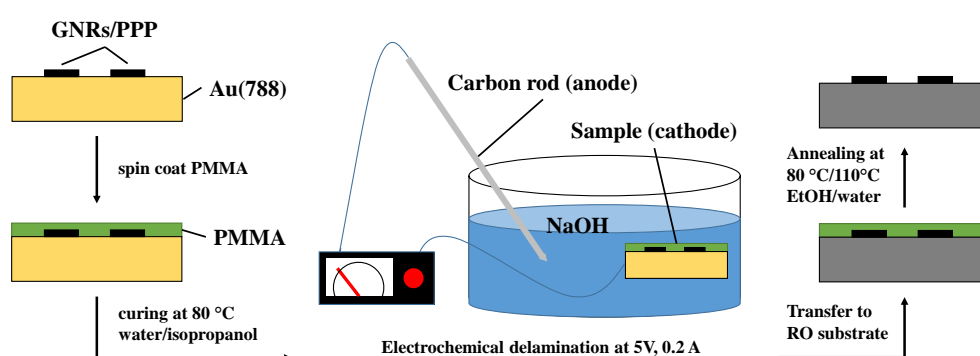 GNRs/PPP
Au(788)
spin coat PMMA
PMMA
curing at 80 °C
water/isopropanol
Carbon rod (anode)
Sample (cathode)
NaOH
Electrochemical delamination at 5V, 0.2 A
Transfer to
RO substrate
Annealing at
80 °C/110°C
EtOH/water